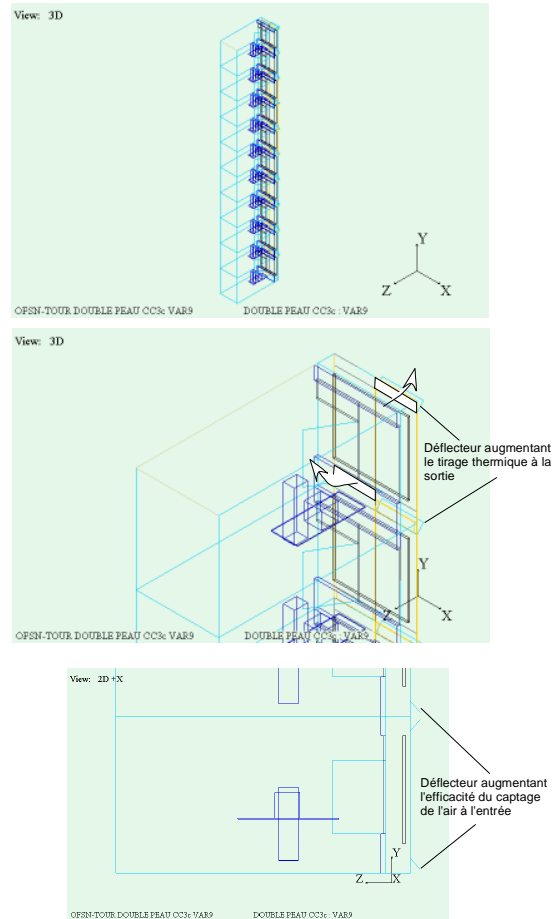 View: 3D
Y
Z
X
OFSN-TOUR DOUBLE PEAU CC3c VAR9
DOUBLE PEAU CC3c : VAR9
View: 3D
Déflecteur augmentant
le tirage thermique à la
sortie
Y
Z
X
OFSN-TOUR DOUBLE PEAU CC3c VAR9
DOUBLE PEAU CC3c : VAR9
View: 2D +X
Déflecteur augmentant
l'efficacité du captage
de l'air à l'entrée
Y
Z
X
OFSN-TOUR DOUBLE PEAU CC3c VAR9
DOUBLE PEAU CC3c : VAR9